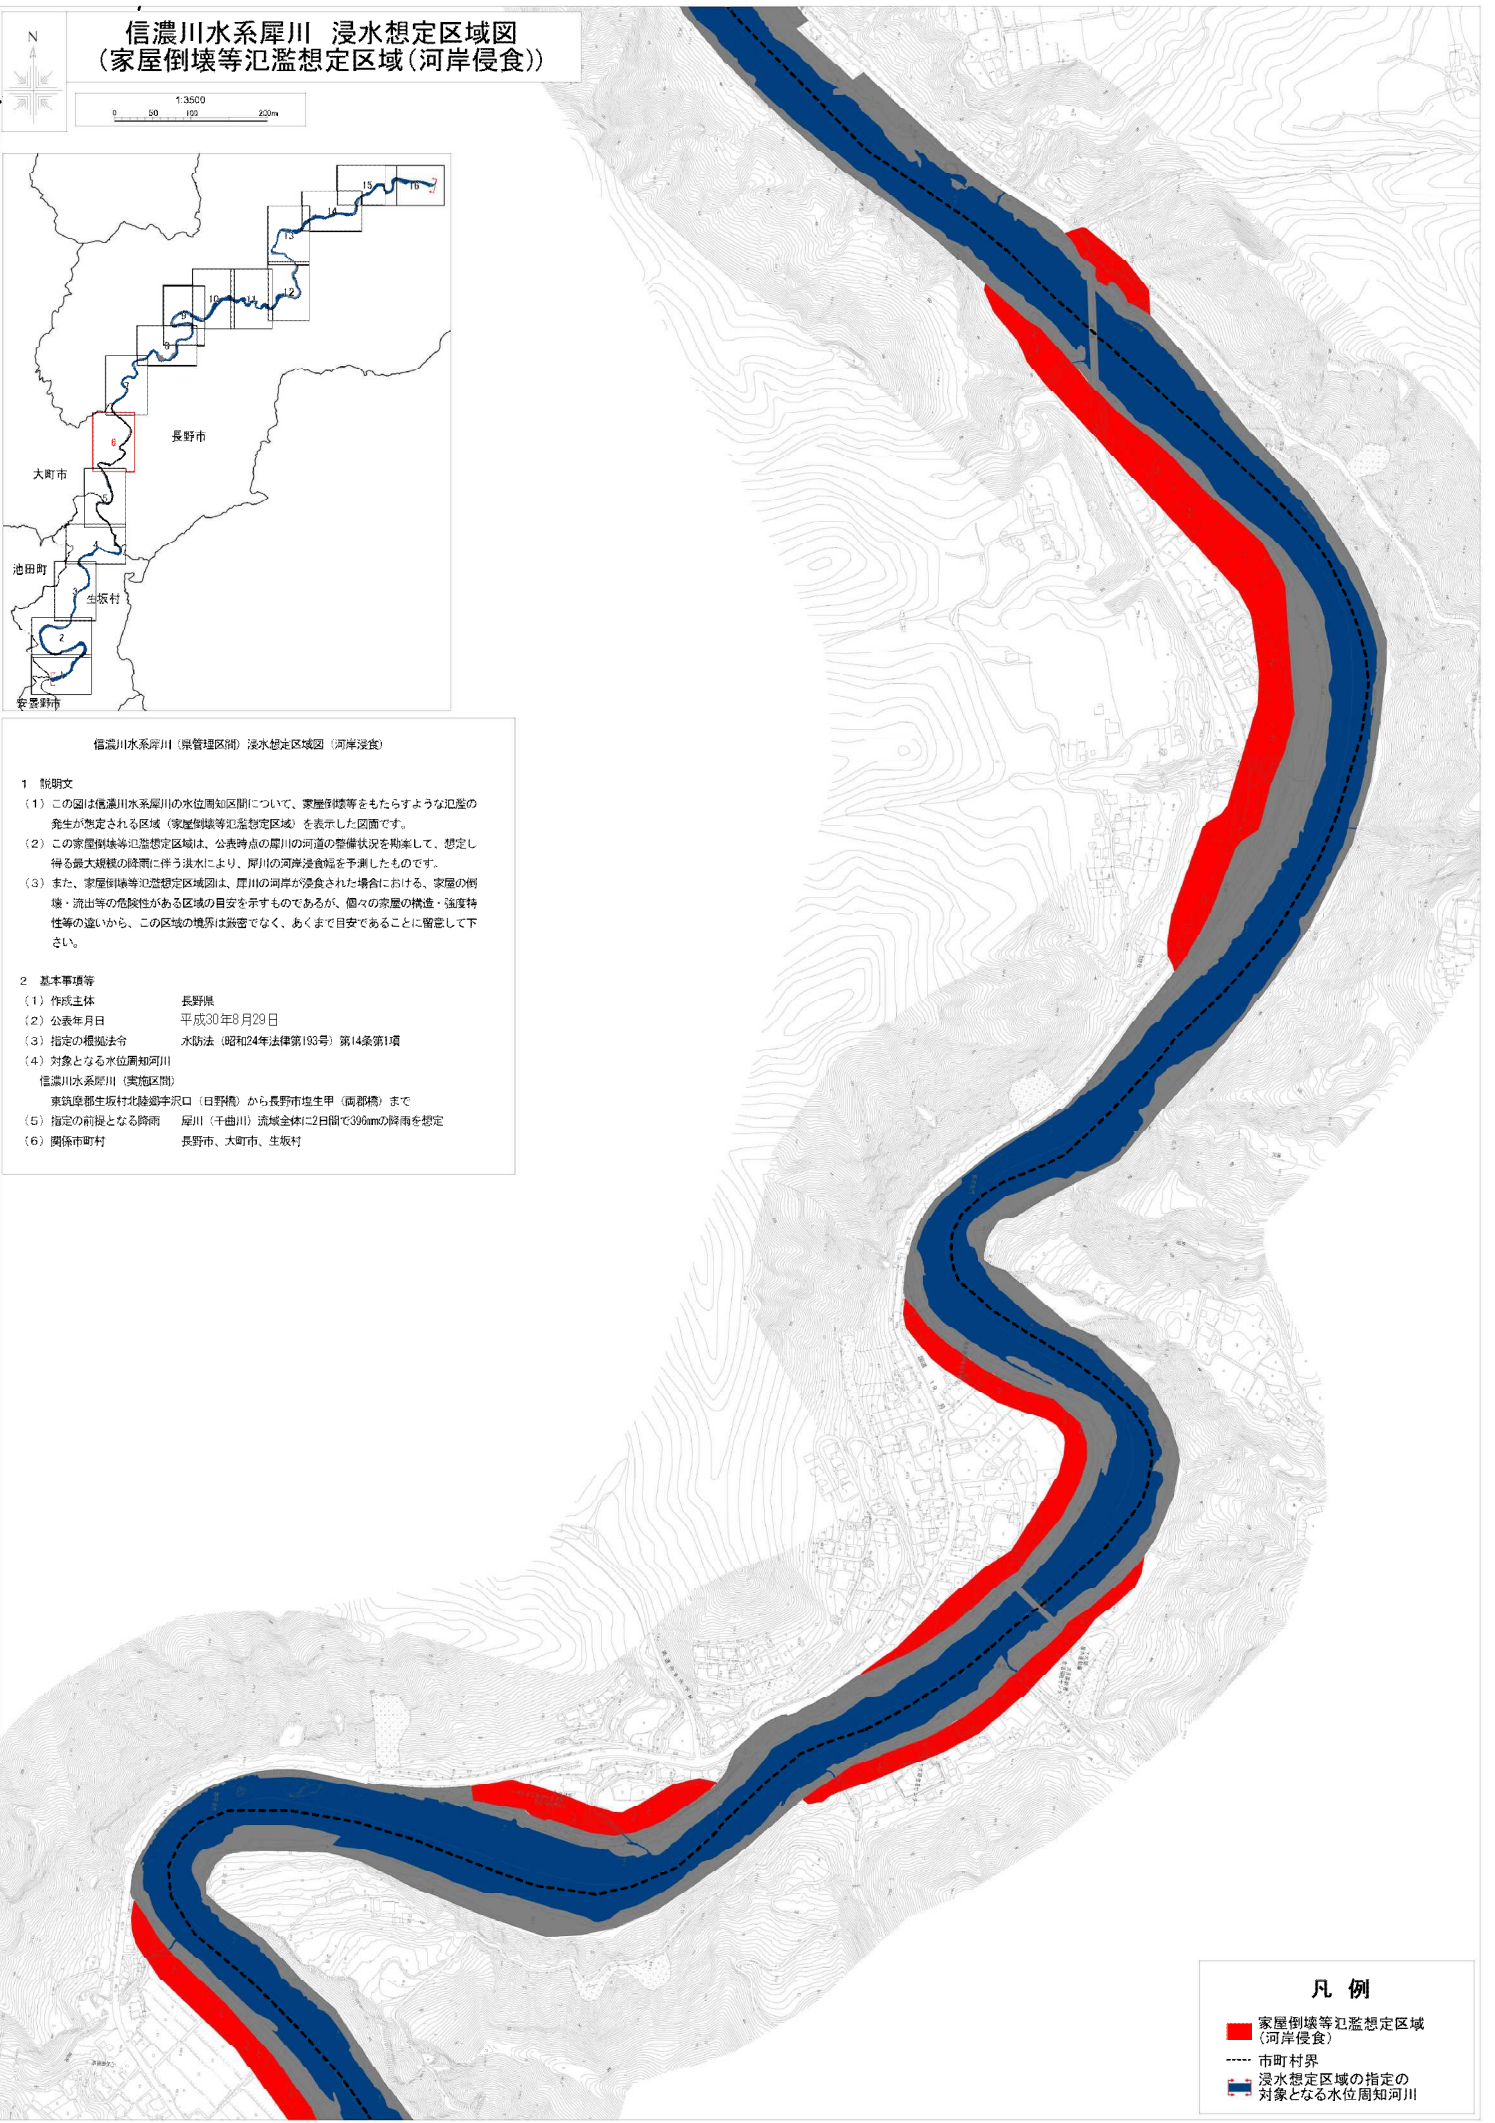 信濃川水系犀川 浸水想定区域図
(家屋倒壊等氾濫想定区域(河岸侵食))
N
1:3500
0 50 100 200m
15
16
14
13
12
11
10
9
8
7
6
長野市
大町市
5
4
池田町
3
生坂村
2
1
安曇野市
信濃川水系犀川（県管理区間）浸水想定区域図（河岸浸食）
1 説明文
（1）この図は信濃川水系犀川の水位周知区間について、家屋倒壊等をもたらすような氾濫の
発生が想定される区域（家屋倒壊等氾濫想定区域）を表示した図面です。
（2）この家屋倒壊等氾濫想定区域は、公表時点の犀川の河道の整備状況を勘案して、想定し
得る最大規模の降雨に伴う洪水により、犀川の河岸浸食幅を予測したものです。
（3）また、家屋倒壊等氾濫想定区域図は、犀川の河岸が浸食された場合における、家屋の倒
壊・流出等の危険性がある区域の目安を示すものであるが、個々の家屋の構造・強度特
性等の違いから、この区域の境界は厳密でなく、あくまで目安であることに留意して下
さい。
2 基本事項等
（1）作成主体 長野県
（2）公表年月日 平成30年8月29日
（3）指定の根拠法令 水防法（昭和24年法律第193号）第14条第1項
（4）対象となる水位周知河川
信濃川水系犀川（実施区間）
東筑摩郡生坂村北陸郷字沢口（日野橋）から長野市塩生甲（両郡橋）まで
（5）指定の前提となる降雨 犀川（千曲川）流域全体に2日間で396mmの降雨を想定
（6）関係市町村 長野市、大町市、生坂村
凡 例
家屋倒壊等氾濫想定区域
(河岸侵食)
市町村界
浸水想定区域の指定の
対象となる水位周知河川